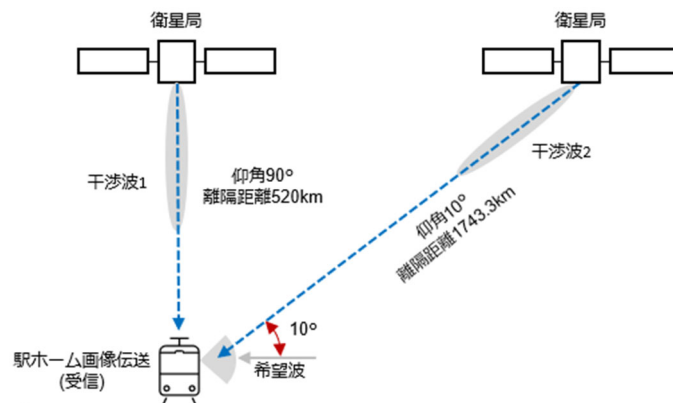 衛星局
衛星局
干渉波1
仰角90°
離隔距離520km
干渉波2
仰角10°
離隔距離1743.3km
10°
駅ホーム画像伝送
(受信)
希望波